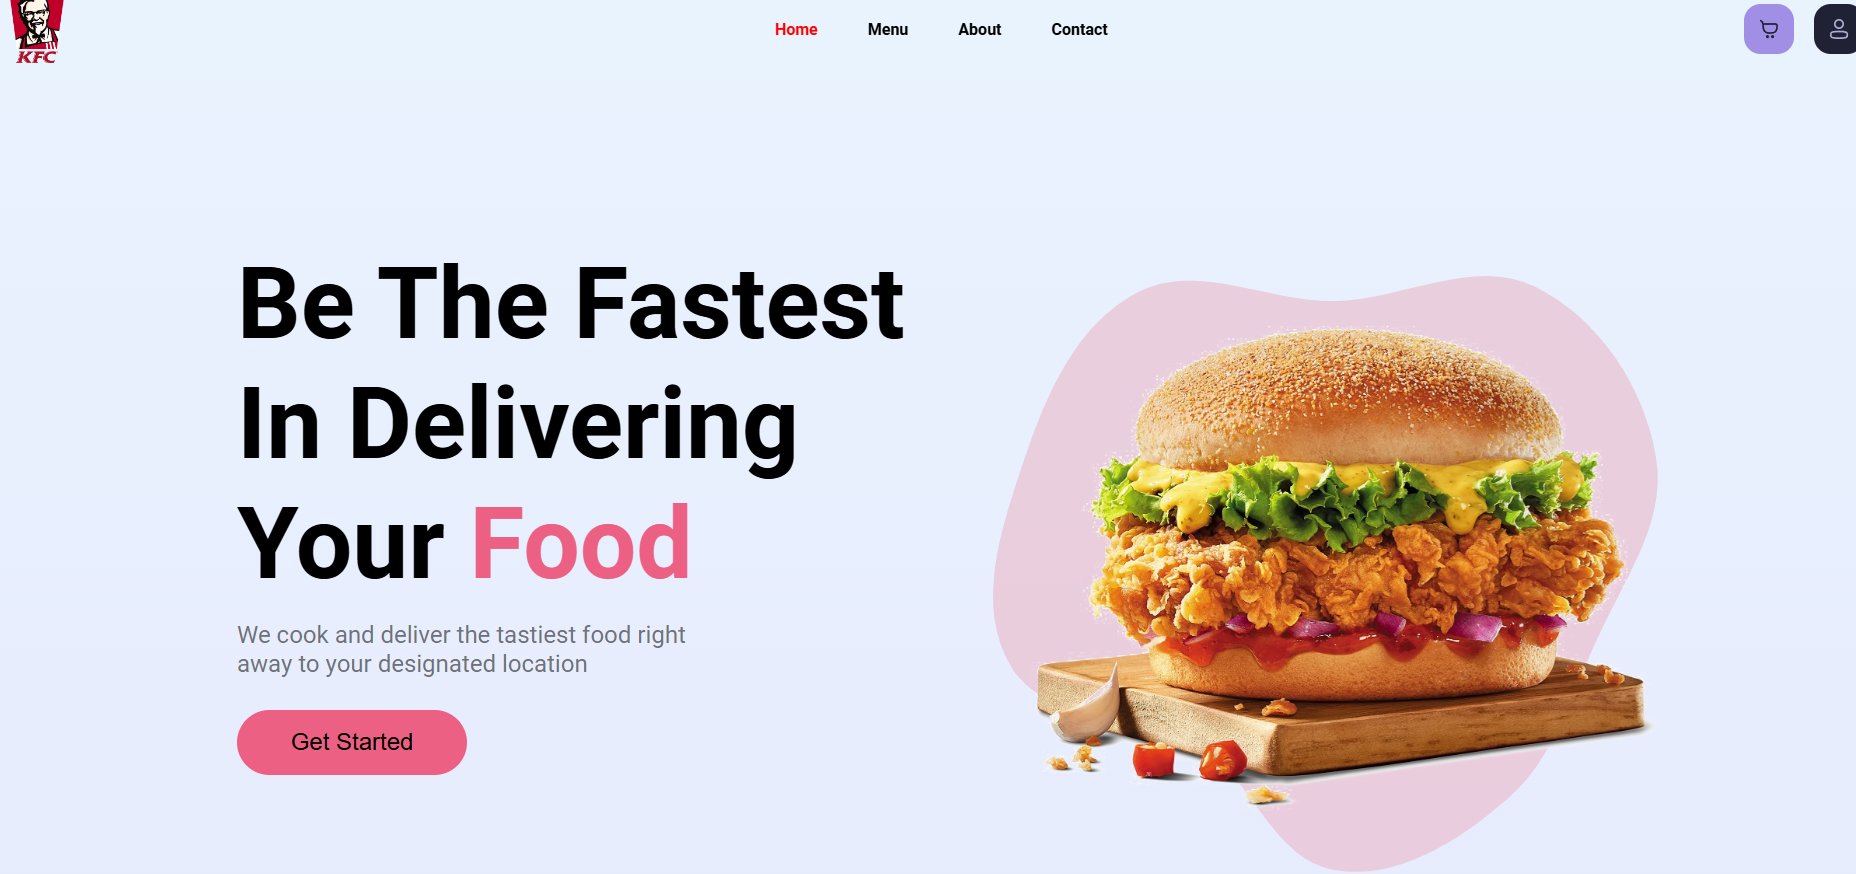 KFC
Home Menu About Contact
Be The Fastest
In Delivering
Your Food
We cook and deliver the tastiest food right
away to your designated location
Get Started